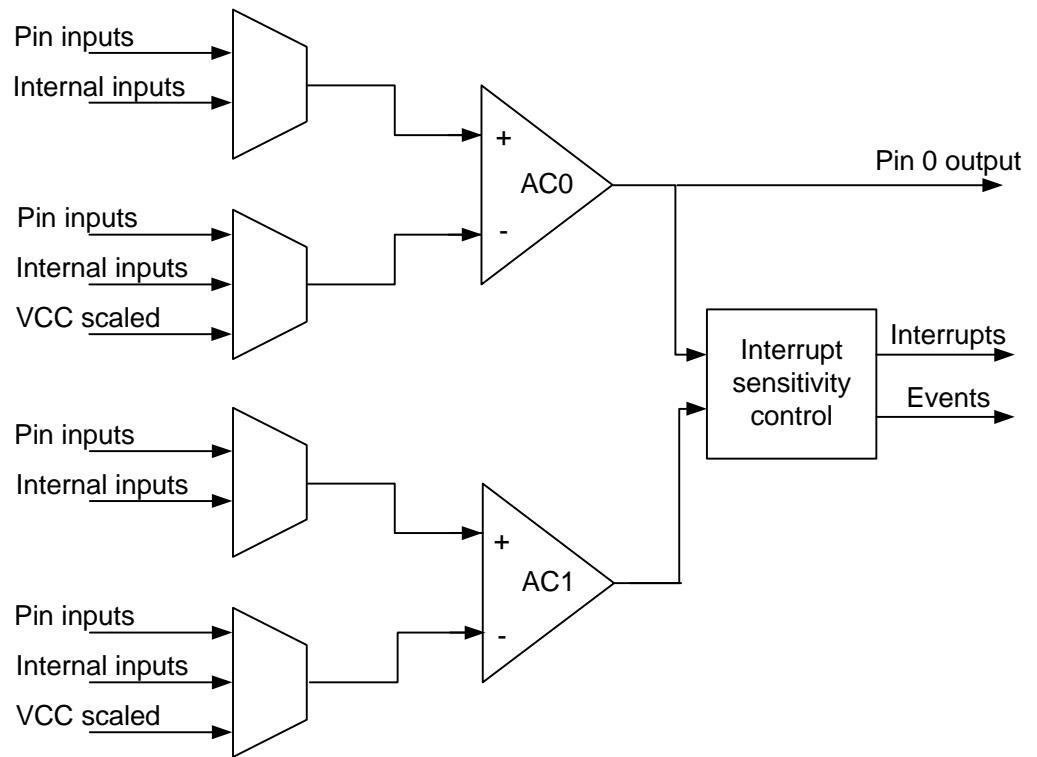 Pin inputs
Internal inputs
+
AC0
-
Pin 0 output
Pin inputs
Internal inputs
VCC scaled
Interrupt
sensitivity
control
Interrupts
Events
Pin inputs
Internal inputs
+
AC1
-
Pin inputs
Internal inputs
VCC scaled